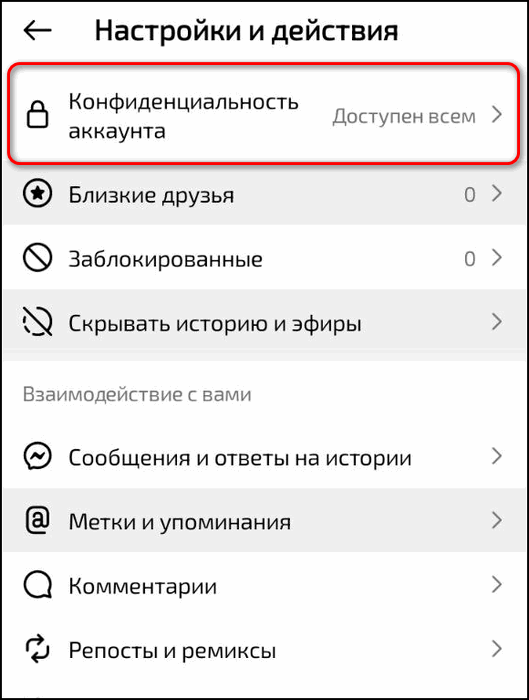 Настройки и действия
Конфиденциальность
аккаунта
Доступен всем
Близкие друзья 0
Заблокированные 0
Скрывать историю и эфиры
Взаимодействие с вами
Сообщения и ответы на истории
Метки и упоминания
Комментарии
Репосты и ремиксы